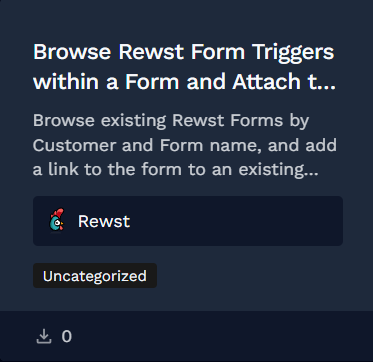 Browse Rewst Form Triggers
within a Form and Attach t...
Browse existing Rewst Forms by
Customer and Form name, and add
a link to the form to an existing...
Rewst
Uncategorized
0